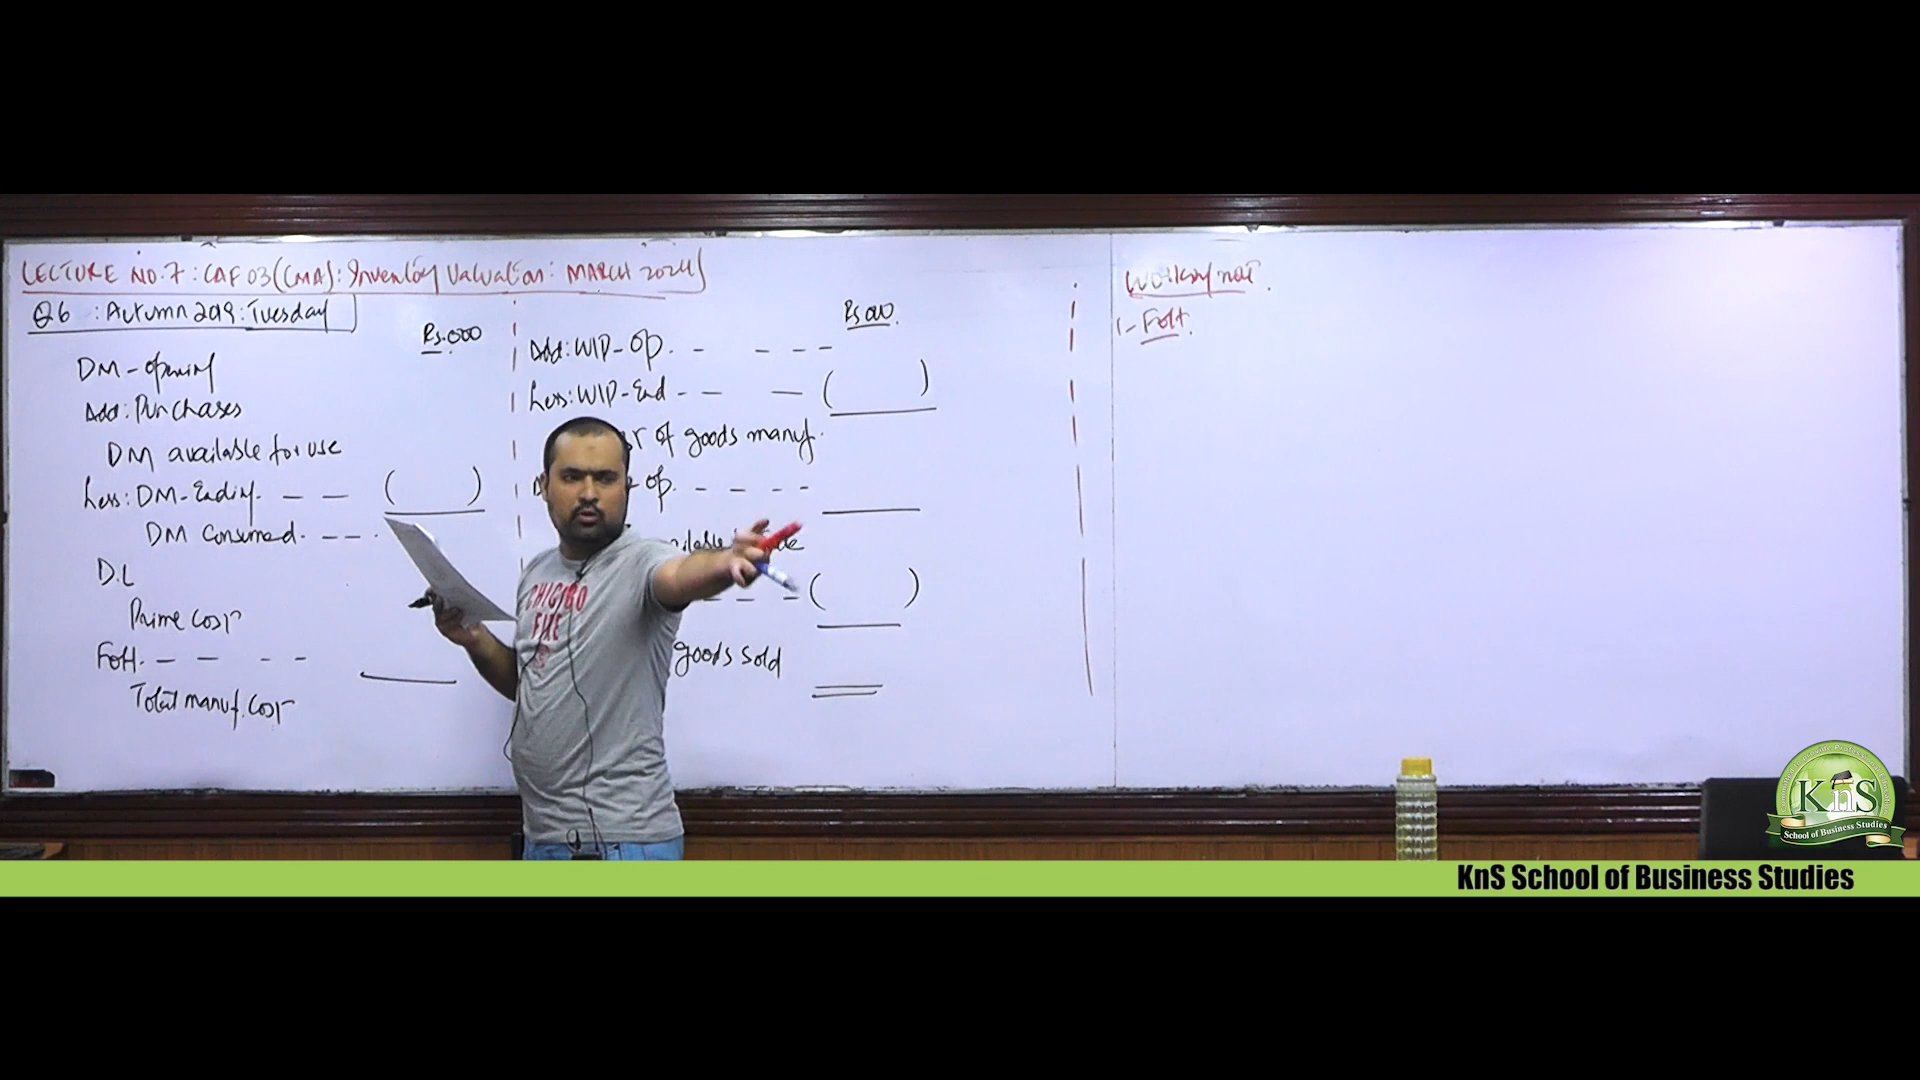 LECTURE NO.7: CAF 03 (CMA): Inventory Valuation: MARCH 2024)
Q6 : Autumn 2019: Tuesday
Rs.000
DM - opening
Add: Purchases
DM available for use
Less: DM-Ending - - ( )
DM Consumed. - - -
D.L
Prime cost
FOH. - - - -
Total manuf. cost
Rs 000.
Add: WIP-OP. - - - -
Less: WIP-End - - - ( )
of goods manuf.
-op. - - - -
- - - ( )
goods sold
Working not.
1- FOH.
CHICAGO
FIRE
KnS
School of Business Studies
KnS School of Business Studies